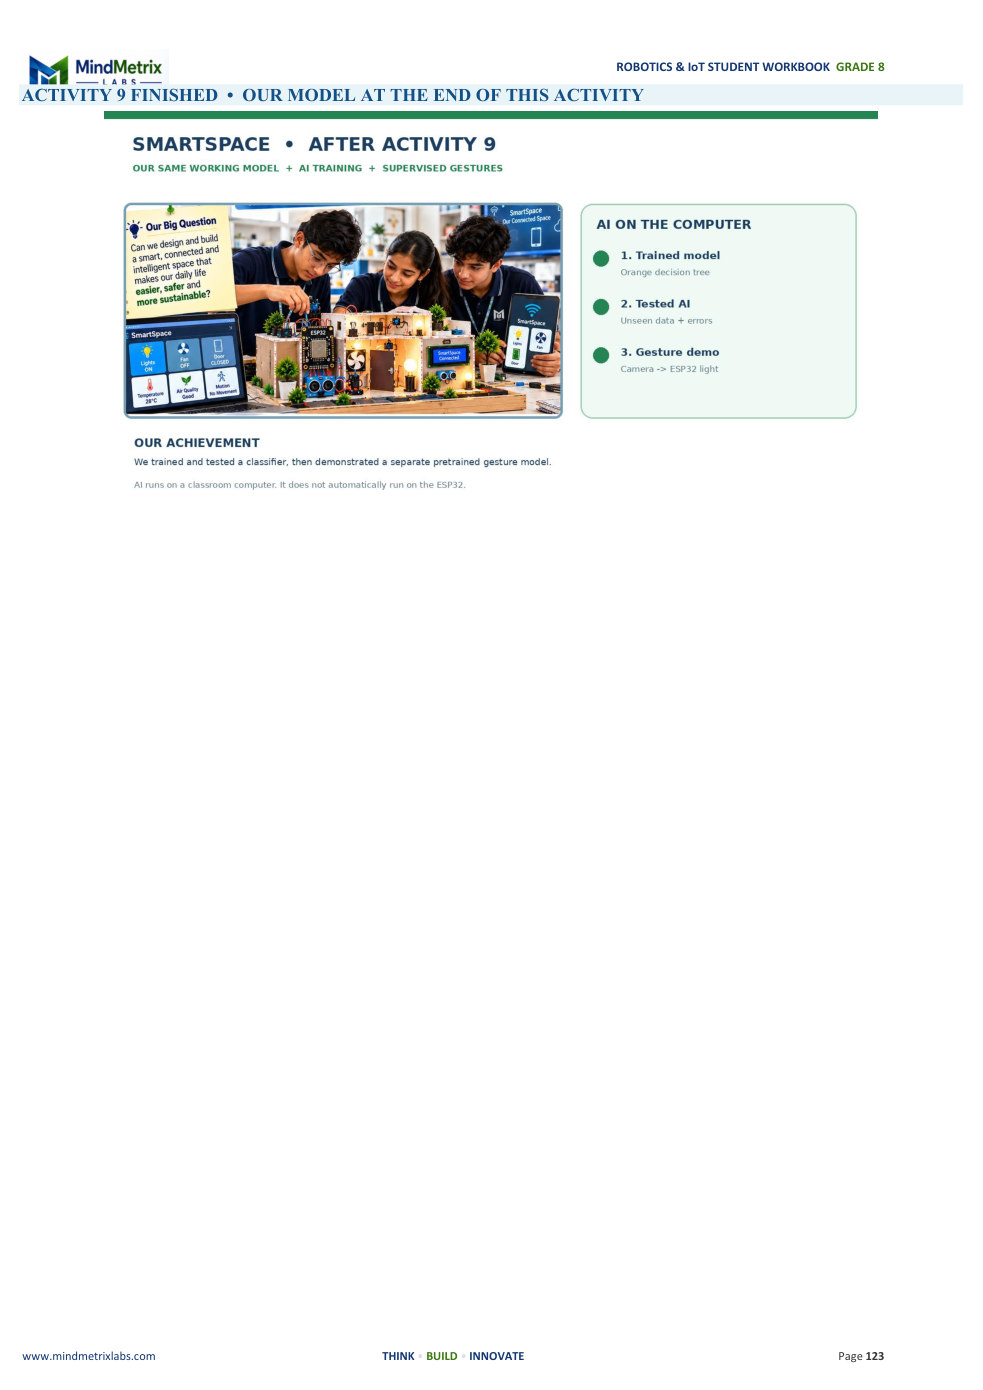 MindMetrix
LABS
ROBOTICS & IoT STUDENT WORKBOOK GRADE 8
ACTIVITY 9 FINISHED • OUR MODEL AT THE END OF THIS ACTIVITY
SMARTSPACE • AFTER ACTIVITY 9
OUR SAME WORKING MODEL + AI TRAINING + SUPERVISED GESTURES
Our Big Question
Can we design and build
a smart, connected and
intelligent space that
makes our daily life
easier, safer and
more sustainable?
SmartSpace
Our Connected Space
SmartSpace
Lights
ON
Fan
OFF
Door
CLOSED
Temperature
28°C
Air Quality
Good
Motion
No Movement
ESP32
SmartSpace
Connected
SmartSpace
Lights
Fan
Door
AI ON THE COMPUTER
1. Trained model
Orange decision tree
2. Tested AI
Unseen data + errors
3. Gesture demo
Camera -> ESP32 light
OUR ACHIEVEMENT
We trained and tested a classifier, then demonstrated a separate pretrained gesture model.
AI runs on a classroom computer. It does not automatically run on the ESP32.
www.mindmetrixlabs.com
THINK • BUILD • INNOVATE
Page 123